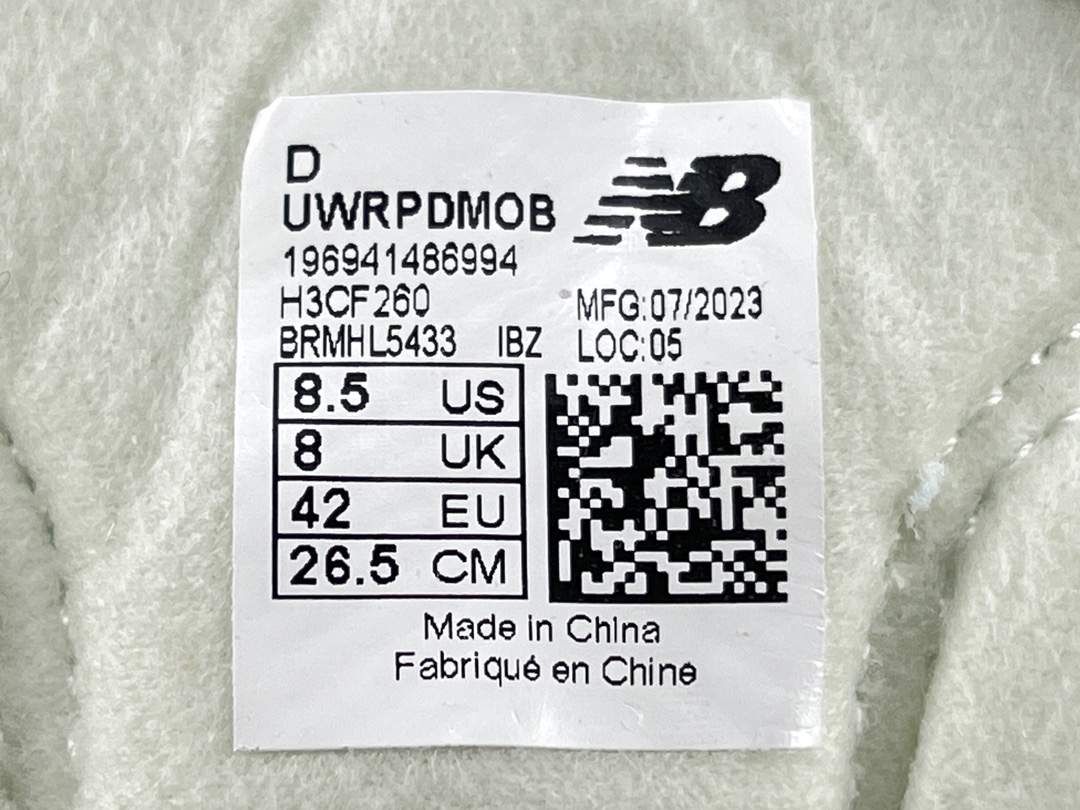 D
UWRPDMOB
NB
196941486994
H3CF260 MFG:07/2023
BRMHL5433 IBZ LOC:05
8.5 US
8 UK
42 EU
26.5 CM
Made in China
Fabriqué en Chine